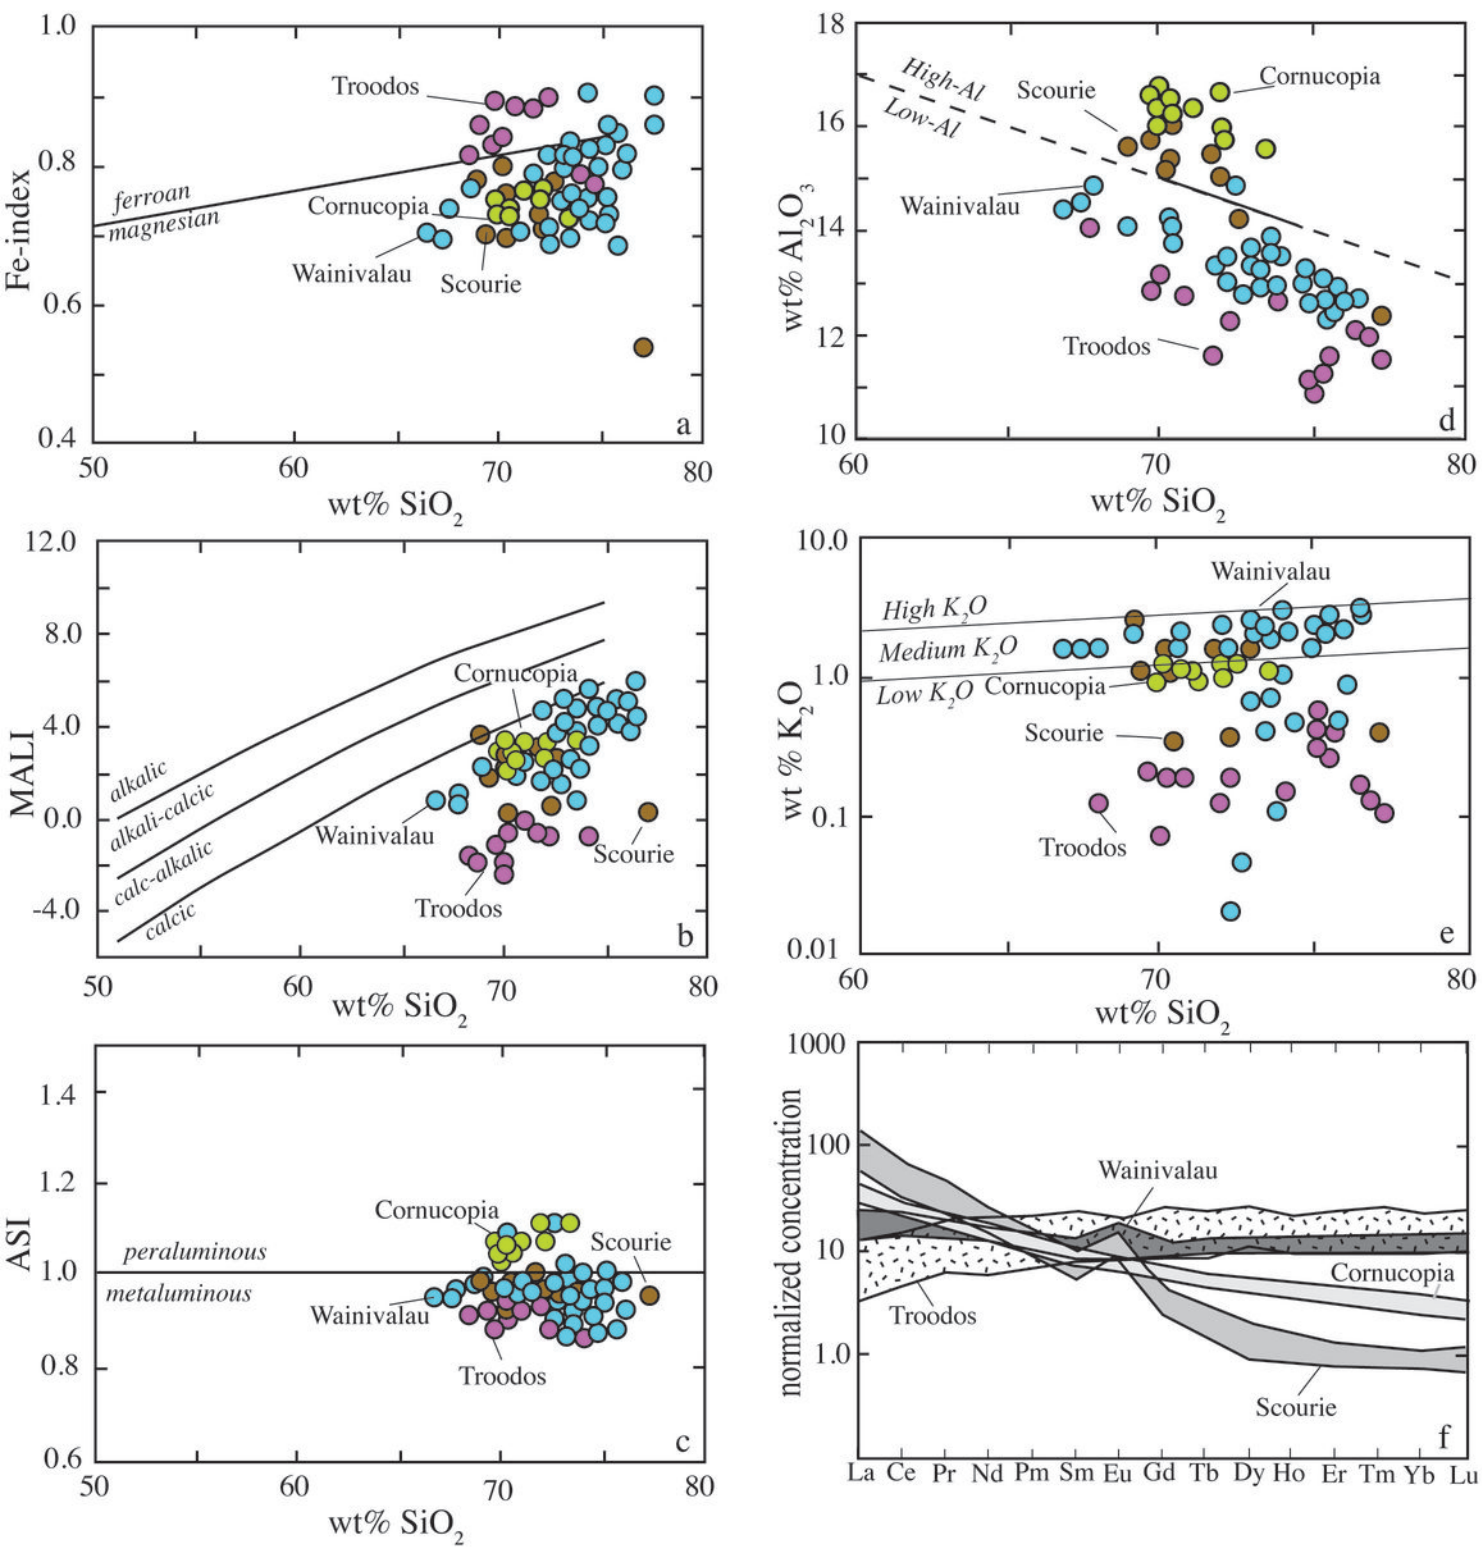 1.0
0.8
0.6
0.4
Fe-index
Troodos
ferroan
magnesian
Cornucopia
Wainivalau
Scourie
a
50
60
70
80
wt% SiO₂
18
16
14
12
10
wt% Al₂O₃
High-Al
Low-Al
Scourie
Cornucopia
Wainivalau
Troodos
d
60
70
80
wt% SiO₂
12.0
8.0
4.0
0.0
-4.0
MALI
alkalic
alkali-calcic
calc-alkalic
calcic
Cornucopia
Wainivalau
Scourie
Troodos
b
50
60
70
80
wt% SiO₂
10.0
1.0
0.1
0.01
wt % K₂O
Wainivalau
High K₂O
Medium K₂O
Low K₂O
Cornucopia
Scourie
Troodos
e
60
70
80
wt% SiO₂
1.4
1.2
1.0
0.8
0.6
ASI
Cornucopia
Scourie
peraluminous
metaluminous
Wainivalau
Troodos
c
50
60
70
80
wt% SiO₂
1000
100
10
1.0
normalized concentration
Wainivalau
Cornucopia
Troodos
Scourie
f
La Ce Pr Nd Pm Sm Eu Gd Tb Dy Ho Er Tm Yb Lu